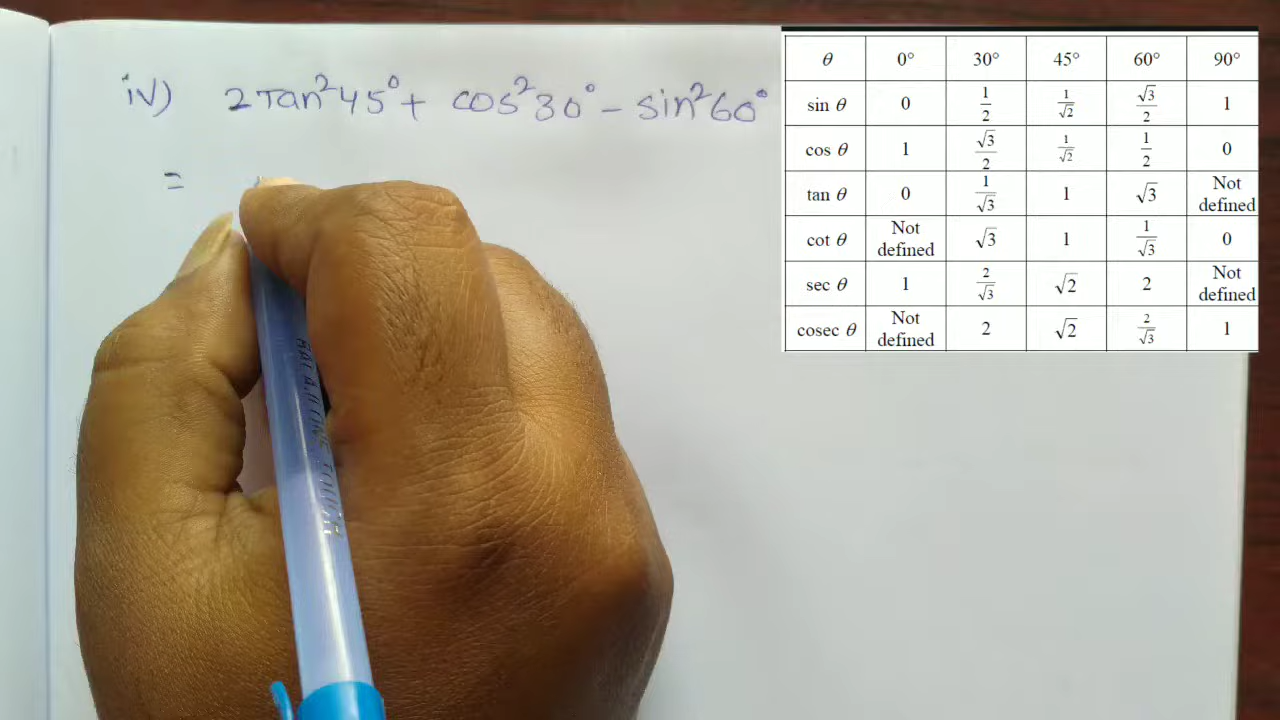 iv) 2Tan²45° + cos²30° - sin²60°
=
θ 0° 30° 45° 60° 90°
sin θ 0 1/2 1/√2 √3/2 1
cos θ 1 √3/2 1/√2 1/2 0
tan θ 0 1/√3 1 √3 Not defined
cot θ Not defined √3 1 1/√3 0
sec θ 1 2/√3 √2 2 Not defined
cosec θ Not defined 2 √2 2/√3 1